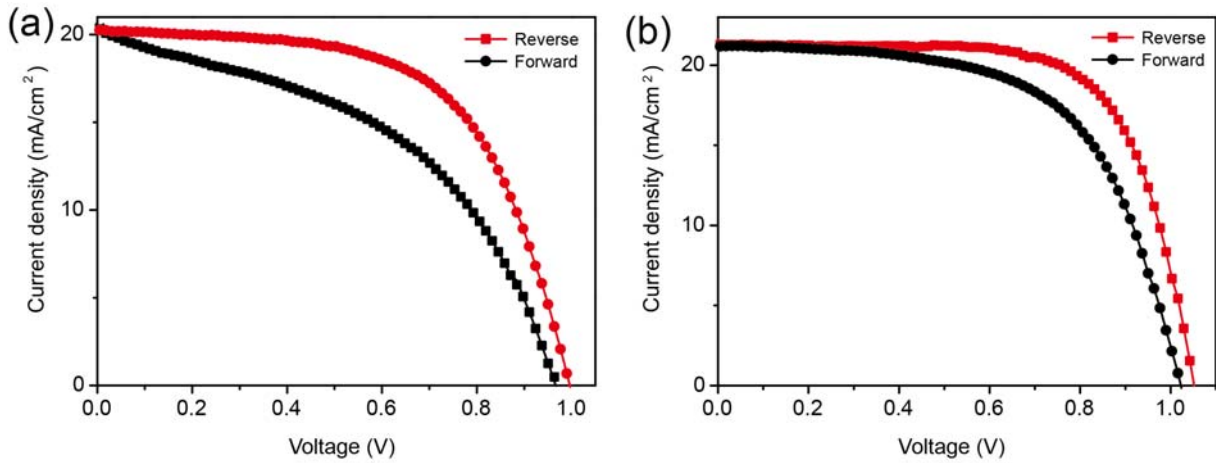 (a)
Reverse
Forward
Current density (mA/cm²)
20
10
0
0.0 0.2 0.4 0.6 0.8 1.0
Voltage (V)
(b)
Reverse
Forward
Current density (mA/cm²)
20
10
0
0.0 0.2 0.4 0.6 0.8 1.0
Voltage (V)